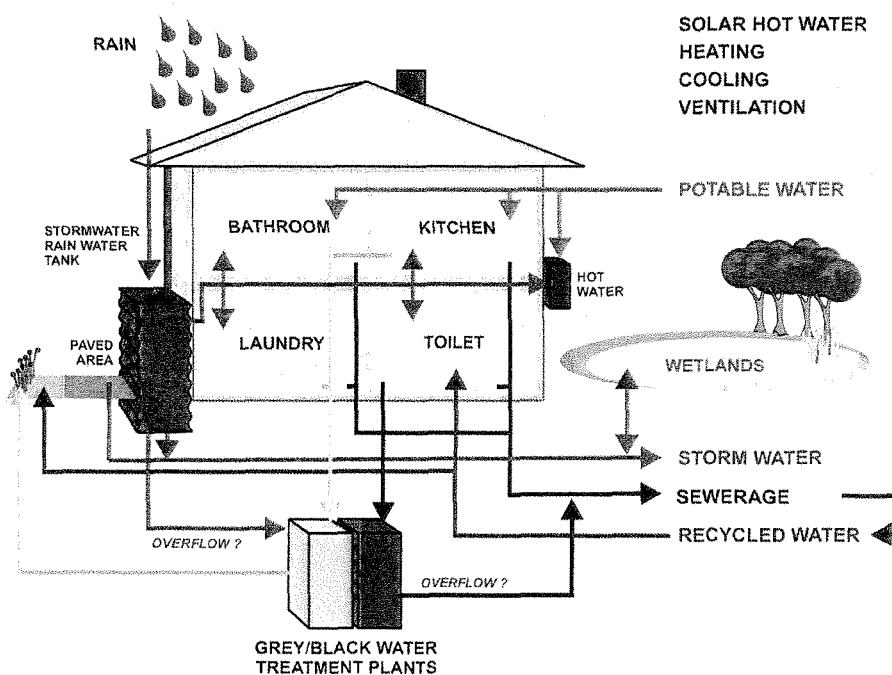 RAIN
SOLAR HOT WATER
HEATING
COOLING
VENTILATION
POTABLE WATER
BATHROOM
KITCHEN
STORMWATER
RAIN WATER
TANK
HOT
WATER
PAVED
AREA
LAUNDRY
TOILET
WETLANDS
STORM WATER
SEWERAGE
RECYCLED WATER
OVERFLOW ?
OVERFLOW ?
GREY/BLACK WATER
TREATMENT PLANTS